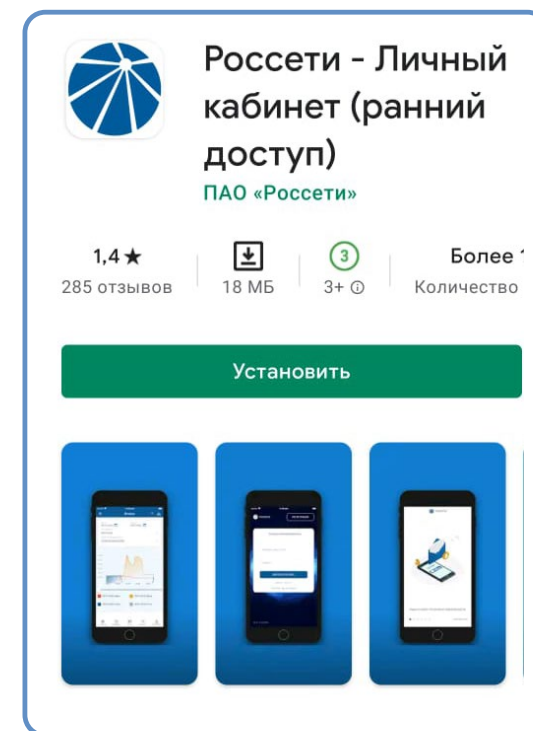 Россети - Личный
кабинет (ранний
доступ)
ПАО «Россети»
1,4★
285 отзывов
18 МБ
3
3+
Более
Количество
Установить